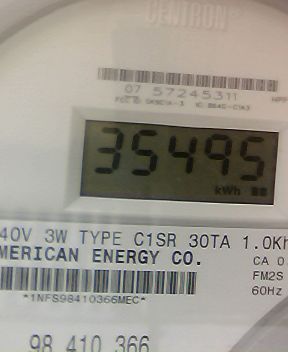 CENTRON®
07 57245311
35495
kWh
40V 3W TYPE C1SR 30TA 1.0Kh
MERICAN ENERGY CO.
CA 0.
FM2S
60Hz
*1NFS98410366MEC*
98 410 366